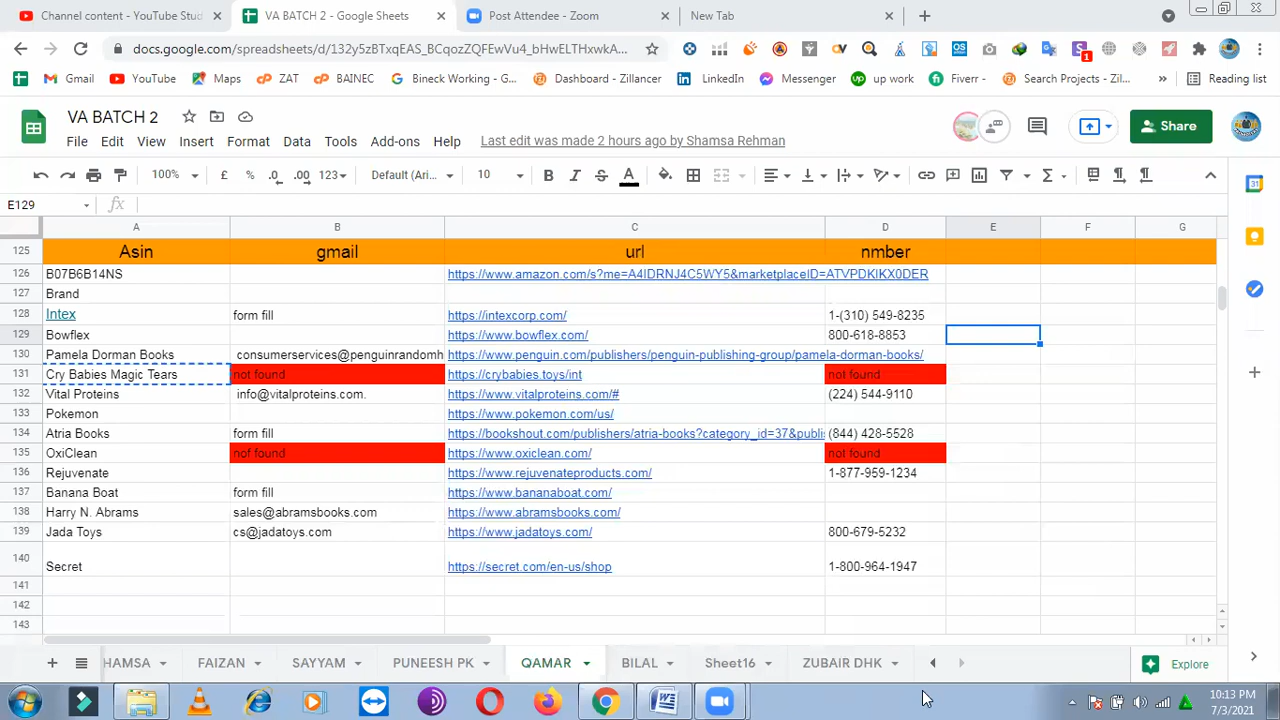 Channel content - YouTube Stud
VA BATCH 2 - Google Sheets
Post Attendee - Zoom
New Tab
docs.google.com/spreadsheets/d/132y5zBTxqEAS_BCqozZQFEwVu4_bHwELTHxwkA...
Gmail YouTube Maps ZAT BAINEC Bineck Working - G... Dashboard - Zillancer LinkedIn Messenger up work Fiverr - Search Projects - Zil... » Reading list
VA BATCH 2
Share
File Edit View Insert Format Data Tools Add-ons Help Last edit was made 2 hours ago by Shamsa Rehman
100% £ % .0 .00 123 Default (Ari... 10 B I S A
E129 fx
A B C D E F G
125 Asin gmail url nmber
126 B07B6B14NS https://www.amazon.com/s?me=A4IDRNJ4C5WY5&marketplaceID=ATVPDKIKX0DER
127 Brand
128 Intex form fill https://intexcorp.com/ 1-(310) 549-8235
129 Bowflex https://www.bowflex.com/ 800-618-8853
130 Pamela Dorman Books consumerservices@penguinrandomh https://www.penguin.com/publishers/penguin-publishing-group/pamela-dorman-books/
131 Cry Babies Magic Tears not found https://crybabies.toys/int not found
132 Vital Proteins info@vitalproteins.com. https://www.vitalproteins.com/# (224) 544-9110
133 Pokemon https://www.pokemon.com/us/
134 Atria Books form fill https://bookshout.com/publishers/atria-books?category_id=37&publi (844) 428-5528
135 OxiClean nof found https://www.oxiclean.com/ not found
136 Rejuvenate https://www.rejuvenateproducts.com/ 1-877-959-1234
137 Banana Boat form fill https://www.bananaboat.com/
138 Harry N. Abrams sales@abramsbooks.com https://www.abramsbooks.com/
139 Jada Toys cs@jadatoys.com https://www.jadatoys.com/ 800-679-5232
140 Secret https://secret.com/en-us/shop 1-800-964-1947
141
142
143
HAMSA FAIZAN SAYYAM PUNEESH PK QAMAR BILAL Sheet16 ZUBAIR DHK Explore
10:13 PM
7/3/2021